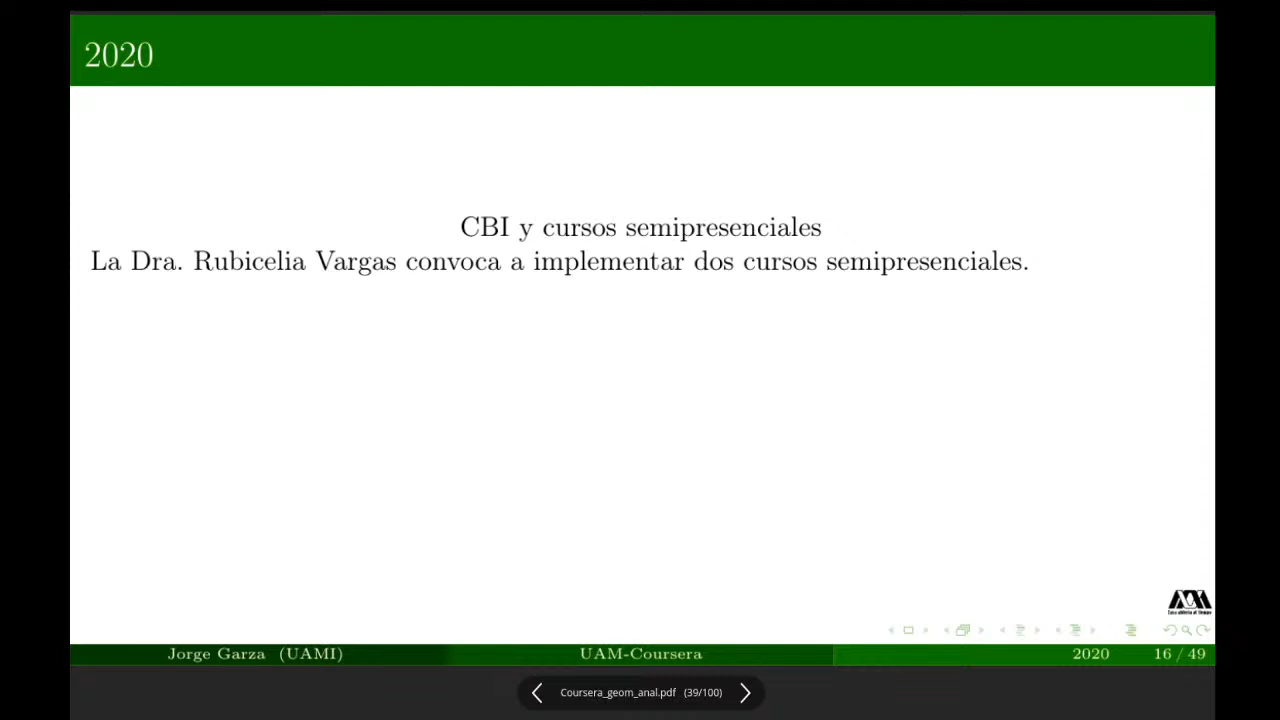 2020
CBI y cursos semipresenciales
La Dra. Rubicelia Vargas convoca a implementar dos cursos semipresenciales.
Jorge Garza (UAMI) UAM-Coursera 2020 16 / 49
Coursera_geom_anal.pdf (39/100)